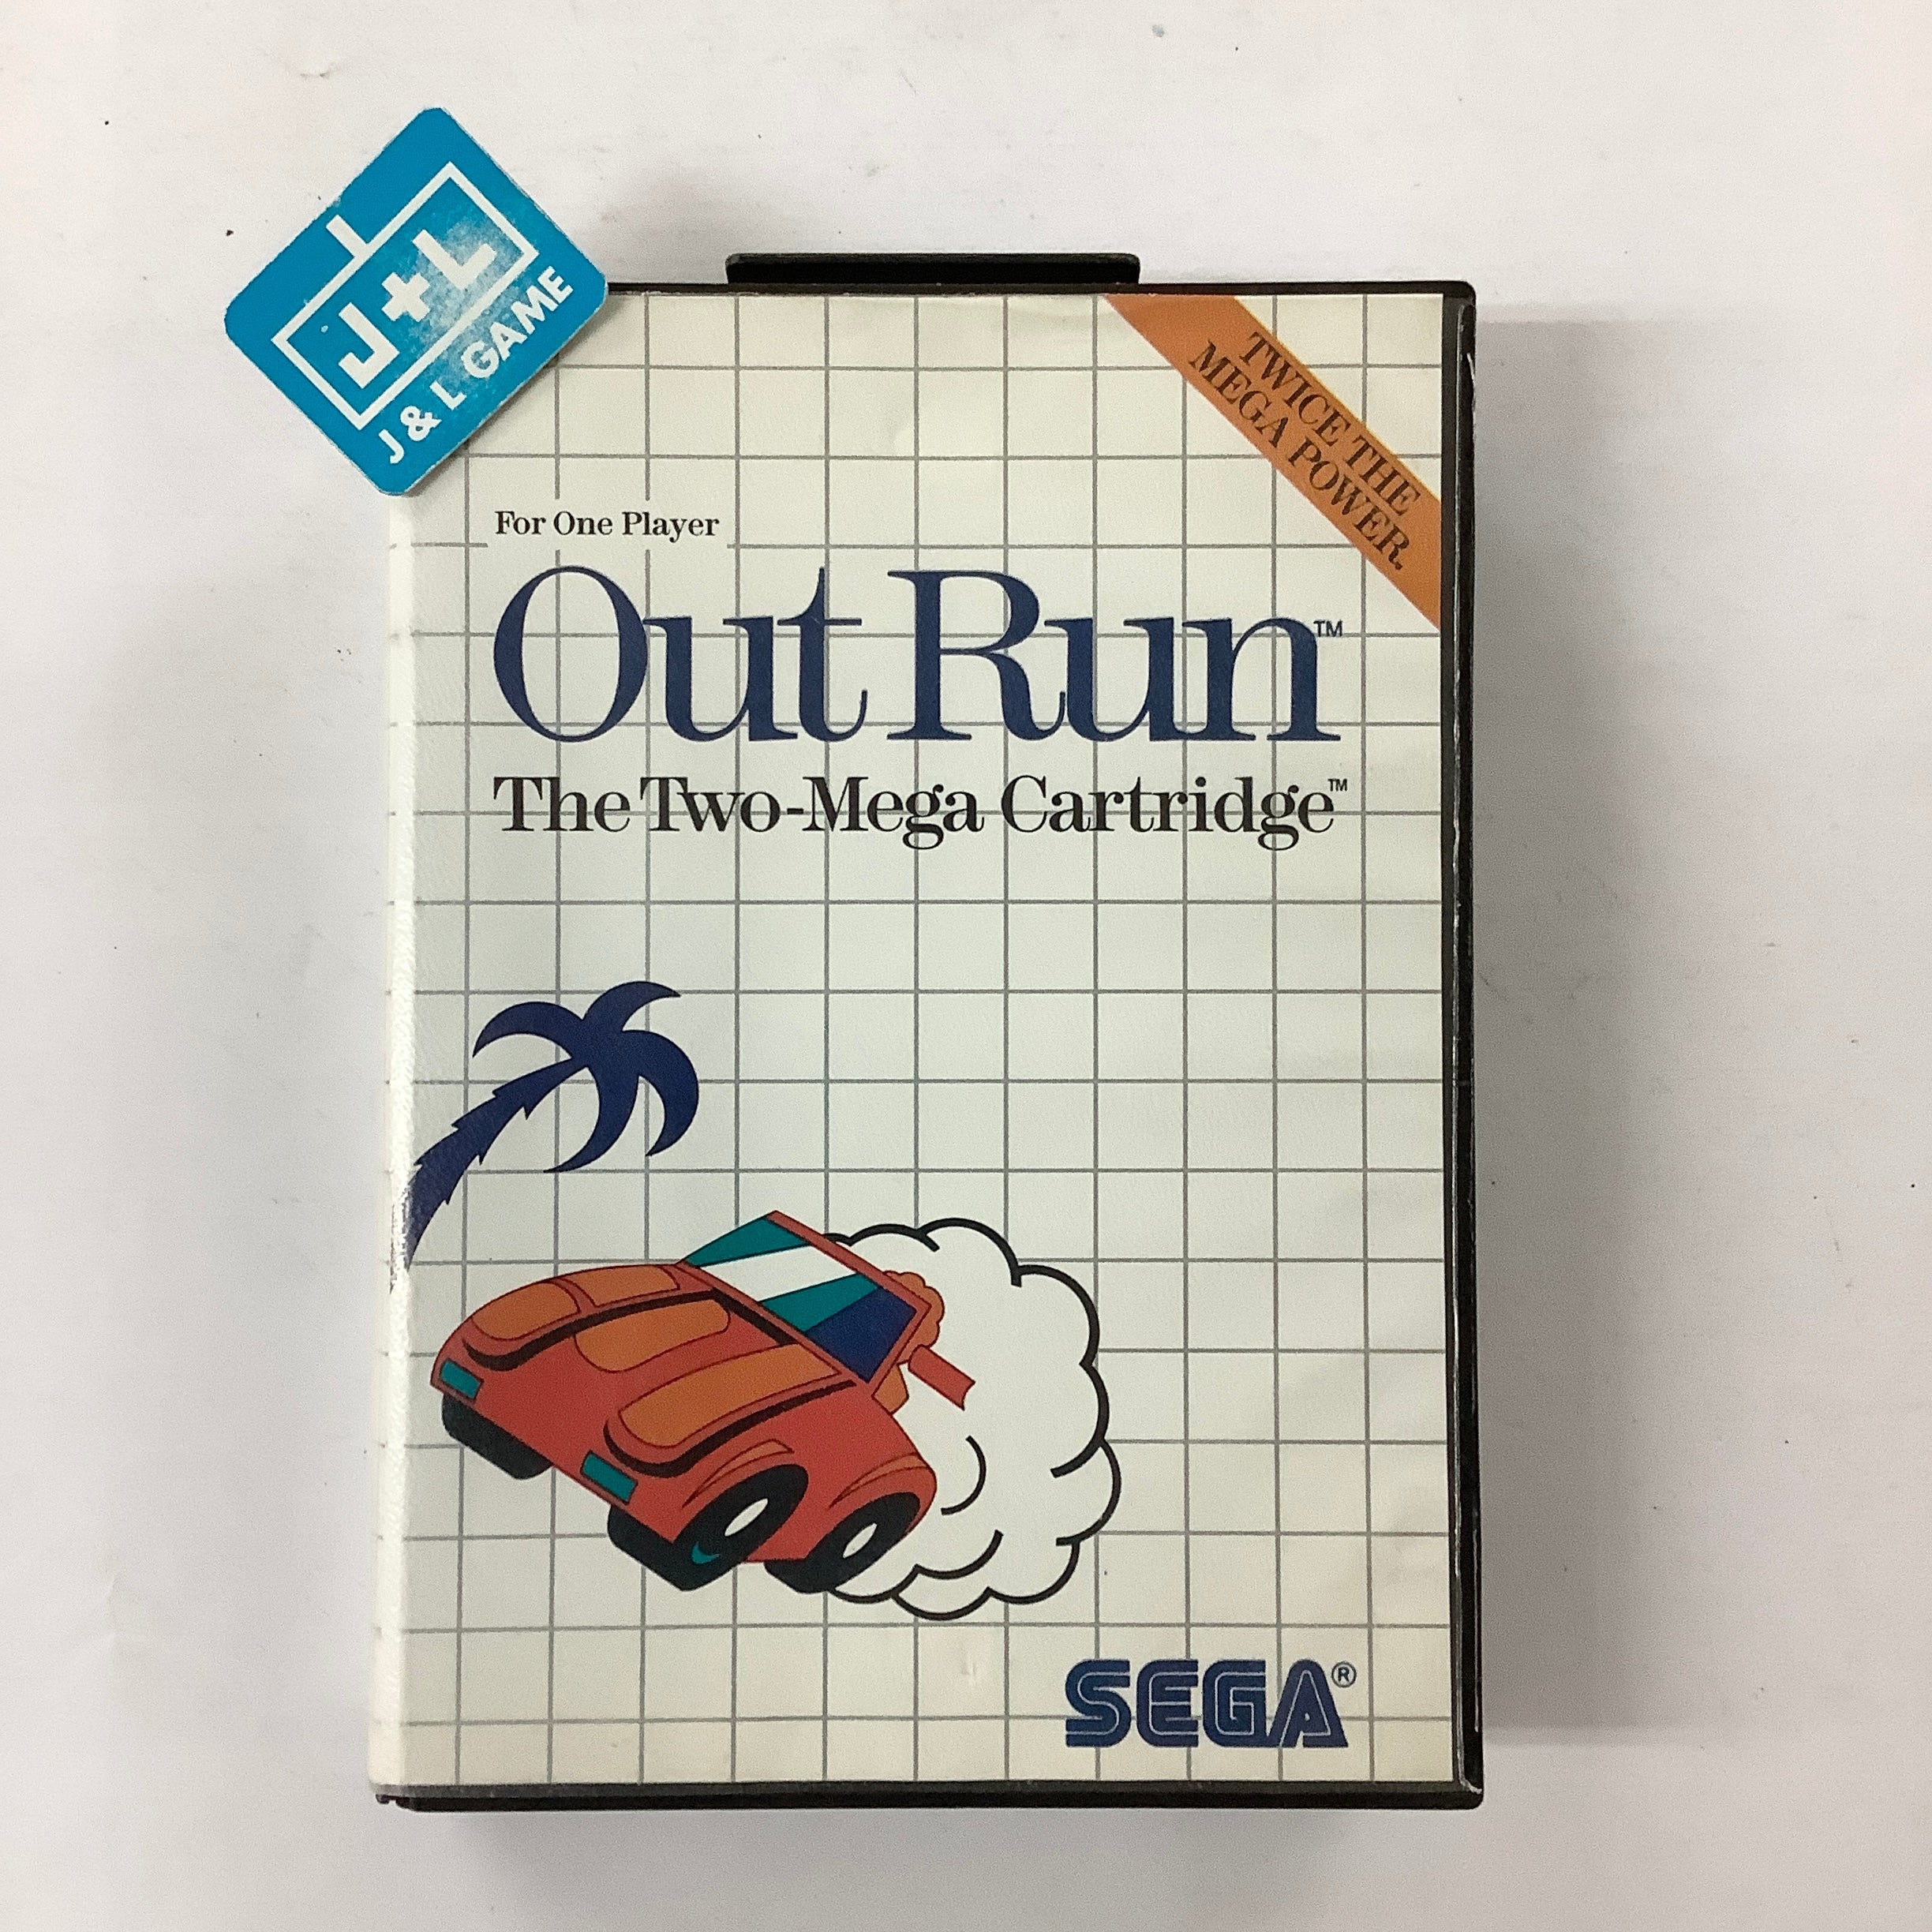 J+L
J & L GAME
TWICE THE
MEGA POWER.
For One Player
Out Run™
The Two-Mega Cartridge™
SEGA®